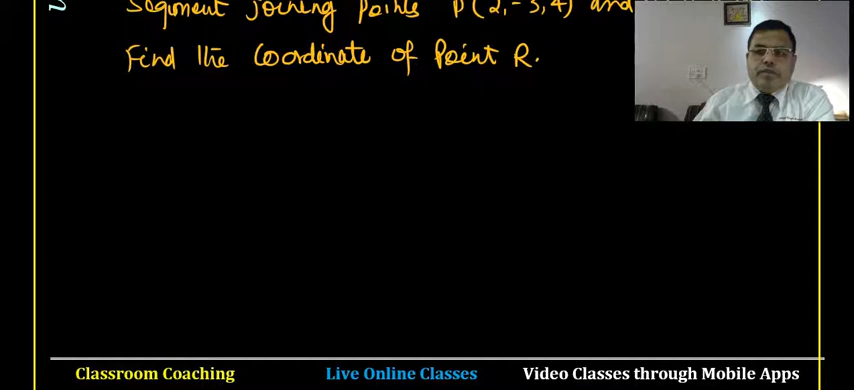 Segment joining points P(2,-3,4) and
Find the Coordinate of Point R.
Classroom Coaching Live Online Classes Video Classes through Mobile Apps